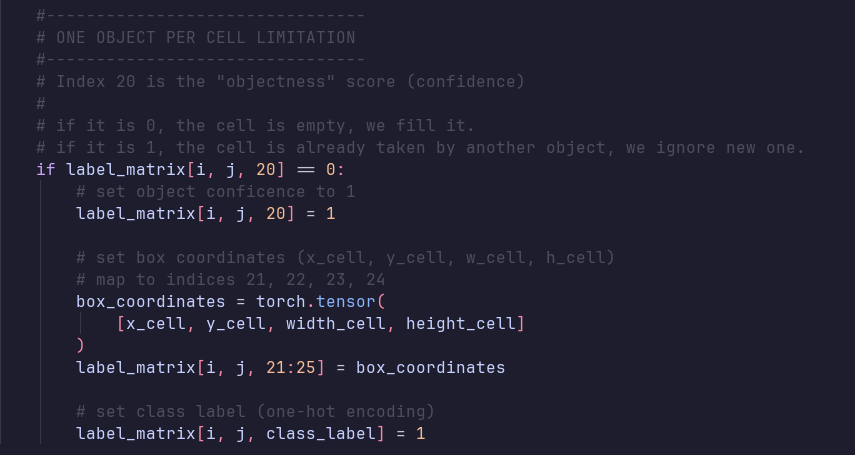 #--------------------------------
# ONE OBJECT PER CELL LIMITATION
#--------------------------------
# Index 20 is the "objectness" score (confidence)
#
# if it is 0, the cell is empty, we fill it.
# if it is 1, the cell is already taken by another object, we ignore new one.
if label_matrix[i, j, 20] == 0:
    # set object conficence to 1
    label_matrix[i, j, 20] = 1

    # set box coordinates (x_cell, y_cell, w_cell, h_cell)
    # map to indices 21, 22, 23, 24
    box_coordinates = torch.tensor(
        [x_cell, y_cell, width_cell, height_cell]
    )
    label_matrix[i, j, 21:25] = box_coordinates

    # set class label (one-hot encoding)
    label_matrix[i, j, class_label] = 1